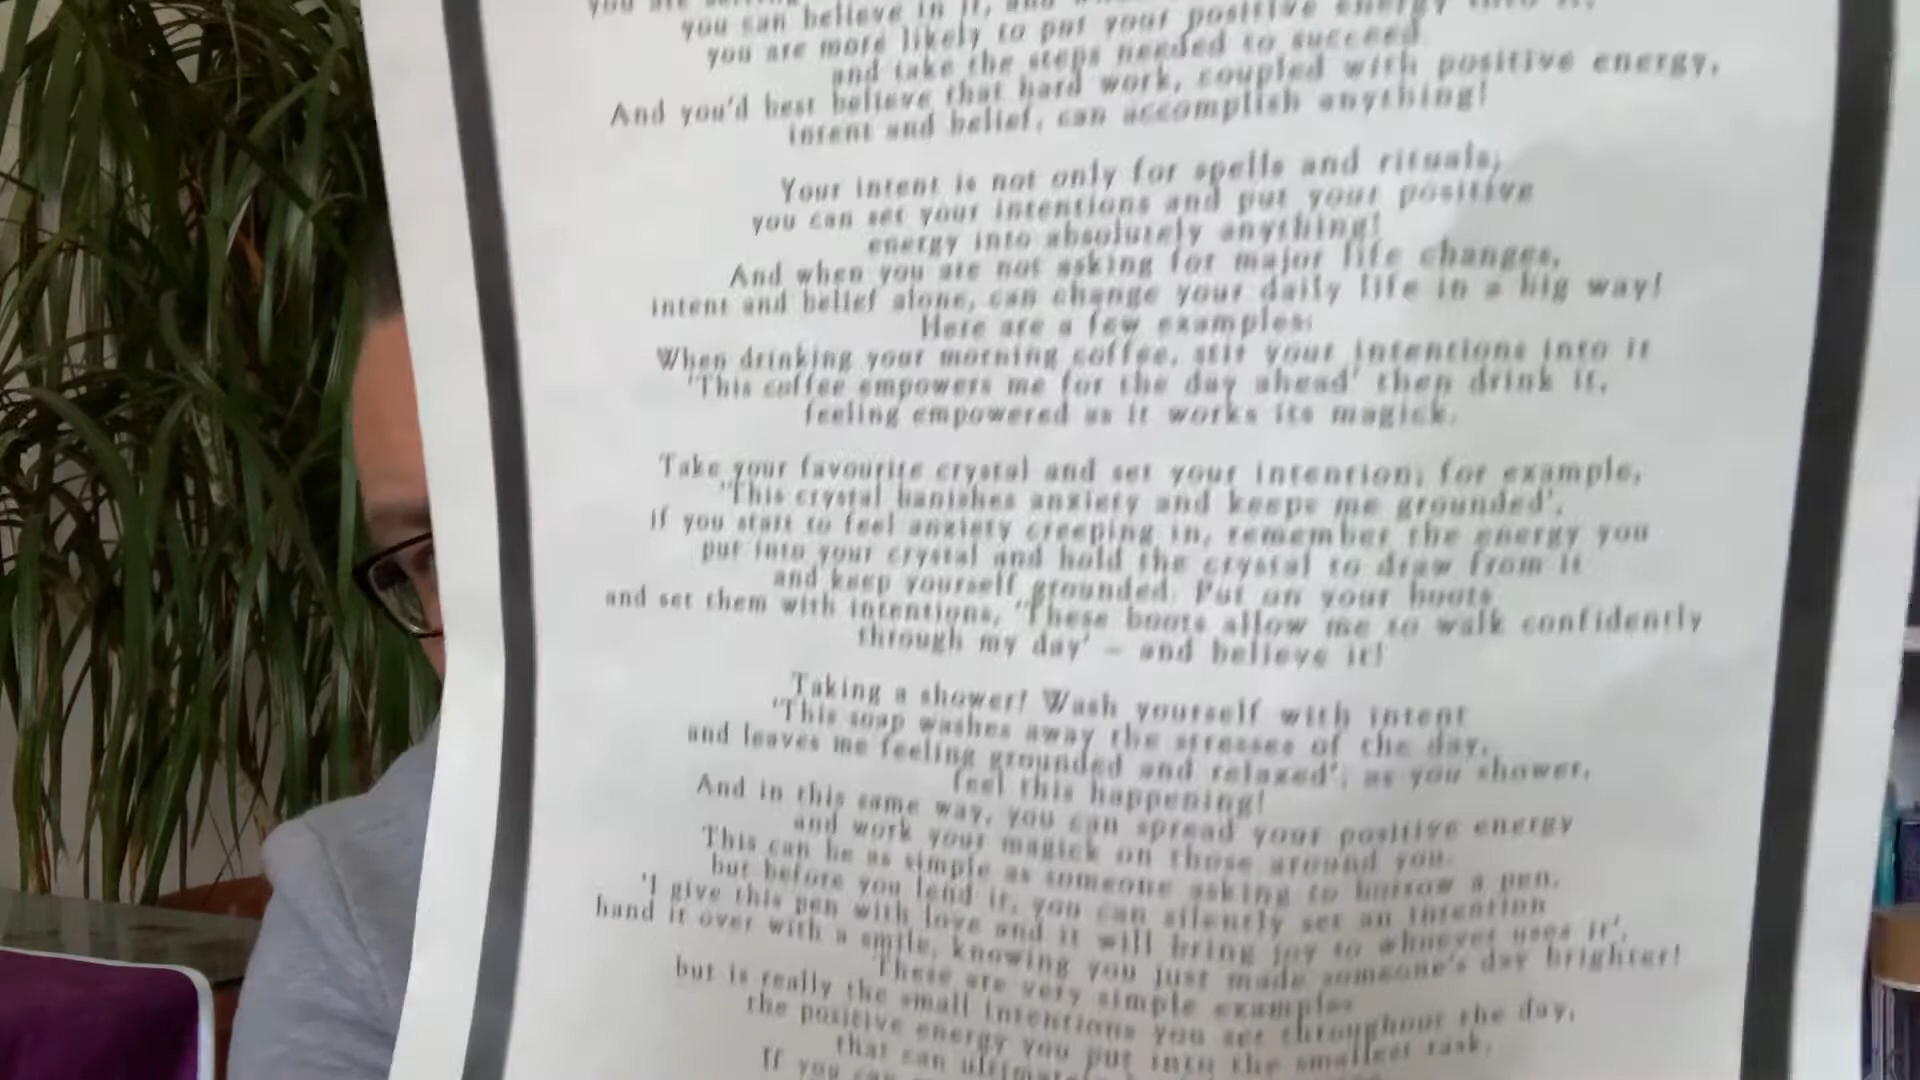 you can believe in it, and
you are more likely to put your positive energy into it,
and take the steps needed to succeed.
And you'd best believe that hard work, coupled with positive energy,
intent and belief, can accomplish anything!
Your intent is not only for spells and rituals;
you can set your intentions and put your positive
energy into absolutely anything!
And when you are not asking for major life changes,
intent and belief alone, can change your daily life in a big way!
Here are a few examples:
When drinking your morning coffee, stir your intentions into it
'This coffee empowers me for the day ahead' then drink it,
feeling empowered as it works its magick.
Take your favourite crystal and set your intention; for example,
'This crystal banishes anxiety and keeps me grounded'.
If you start to feel anxiety creeping in, remember the energy you
put into your crystal and hold the crystal to draw from it
and keep yourself grounded. Put on your boots
and set them with intentions, 'These boots allow me to walk confidently
through my day' – and believe it!
Taking a shower? Wash yourself with intent
'This soap washes away the stresses of the day,
and leaves me feeling grounded and relaxed'; as you shower,
feel this happening!
And in this same way, you can spread your positive energy
and work your magick on those around you.
This can be as simple as someone asking to borrow a pen,
but before you lend it, you can silently set an intention
'I give this pen with love and it will bring joy to whoever uses it',
hand it over with a smile, knowing you just made someone's day brighter!
These are very simple examples
but is really the small intentions you set throughout the day,
the positive energy you put into the smallest task,
that can
If you can